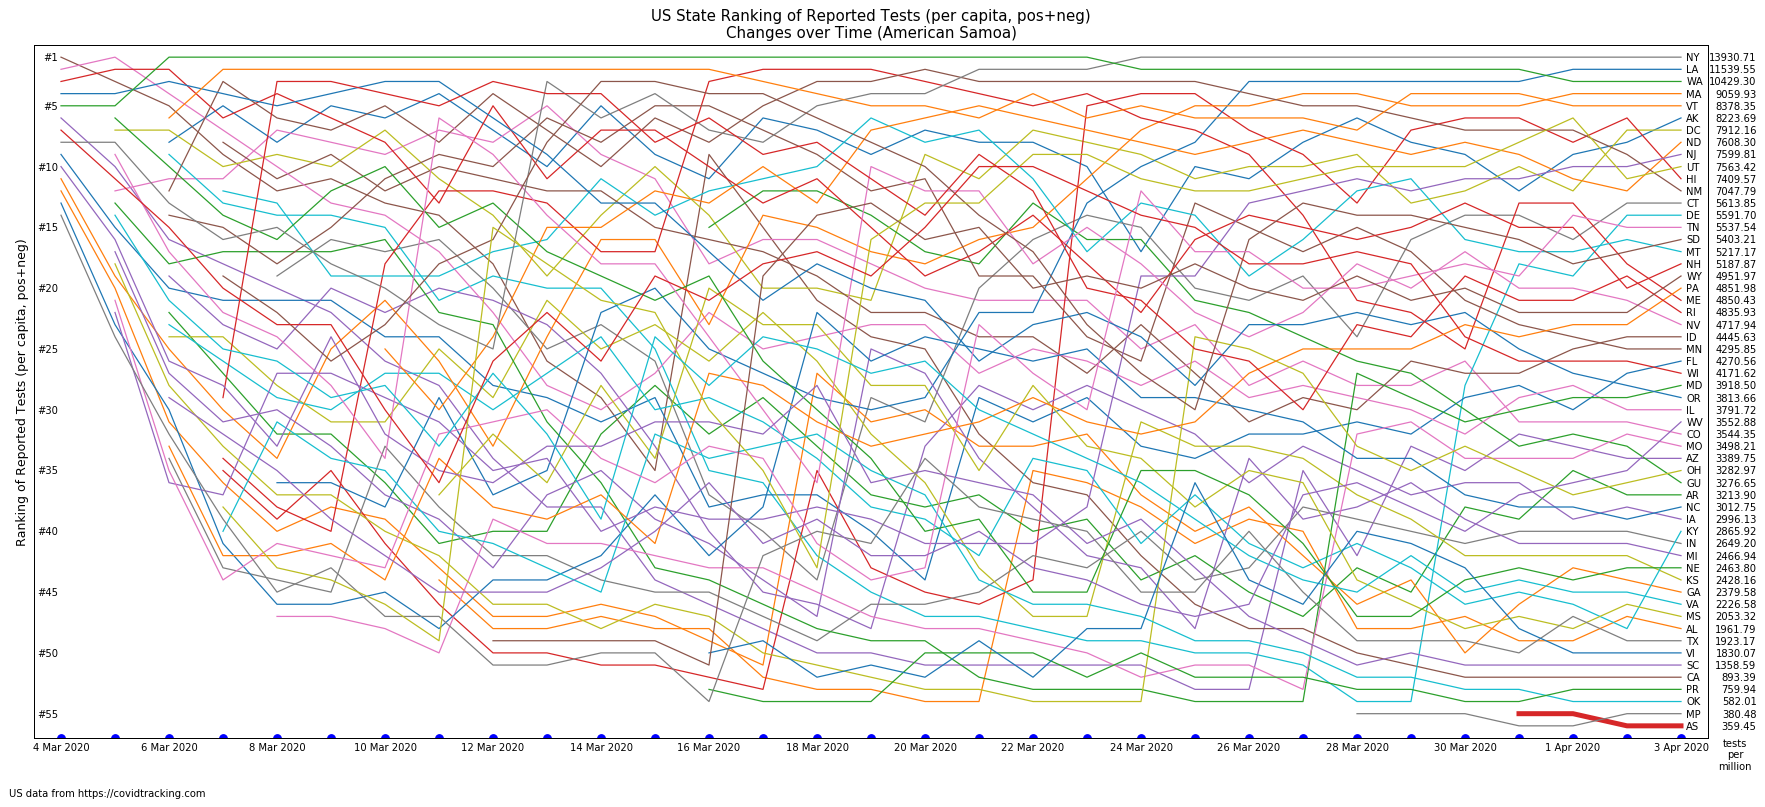 US State Ranking of Reported Tests (per capita, pos+neg)
Changes over Time (American Samoa)
Ranking of Reported Tests (per capita, pos+neg)
#1
#5
#10
#15
#20
#25
#30
#35
#40
#45
#50
#55
NY 13930.71
LA 11539.55
WA 10429.30
MA 9059.93
VT 8378.35
AK 8223.69
DC 7912.16
ND 7608.30
NJ 7599.81
UT 7563.42
HI 7409.57
NM 7047.79
CT 5613.85
DE 5591.70
TN 5537.54
SD 5403.21
MT 5217.17
NH 5187.87
WY 4951.97
PA 4851.98
ME 4850.43
RI 4835.93
NV 4717.94
ID 4445.63
MN 4295.85
FL 4270.56
WI 4171.62
MD 3918.50
OR 3813.66
IL 3791.72
WV 3552.88
CO 3544.35
MO 3498.21
AZ 3389.75
OH 3282.97
GU 3276.65
AR 3213.90
NC 3012.75
IA 2996.13
KY 2865.92
IN 2649.20
MI 2466.94
NE 2463.80
KS 2428.16
GA 2379.58
VA 2226.58
MS 2053.32
AL 1961.79
TX 1923.17
VI 1830.07
SC 1358.59
CA 893.39
PR 759.94
OK 582.01
MP 380.48
AS 359.45
4 Mar 2020 6 Mar 2020 8 Mar 2020 10 Mar 2020 12 Mar 2020 14 Mar 2020 16 Mar 2020 18 Mar 2020 20 Mar 2020 22 Mar 2020 24 Mar 2020 26 Mar 2020 28 Mar 2020 30 Mar 2020 1 Apr 2020 3 Apr 2020
tests
per
million
US data from https://covidtracking.com